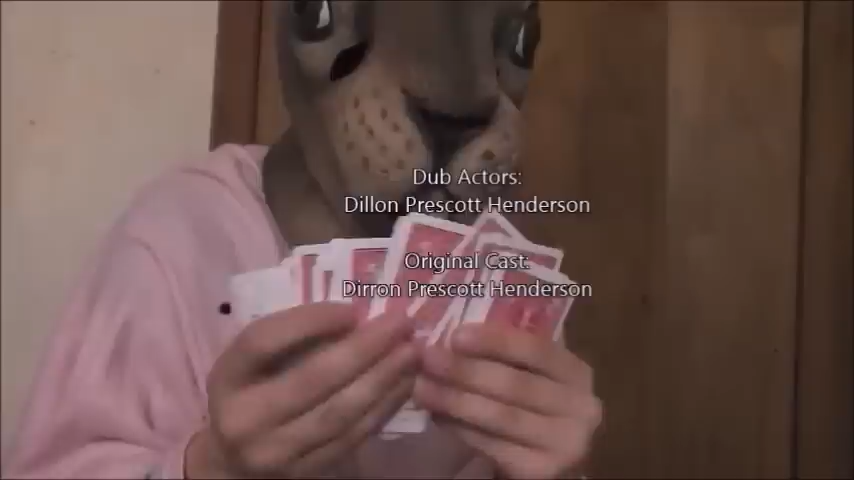 Dub Actors:
Dillon Prescott Henderson
Original Cast:
Dirron Prescott Henderson